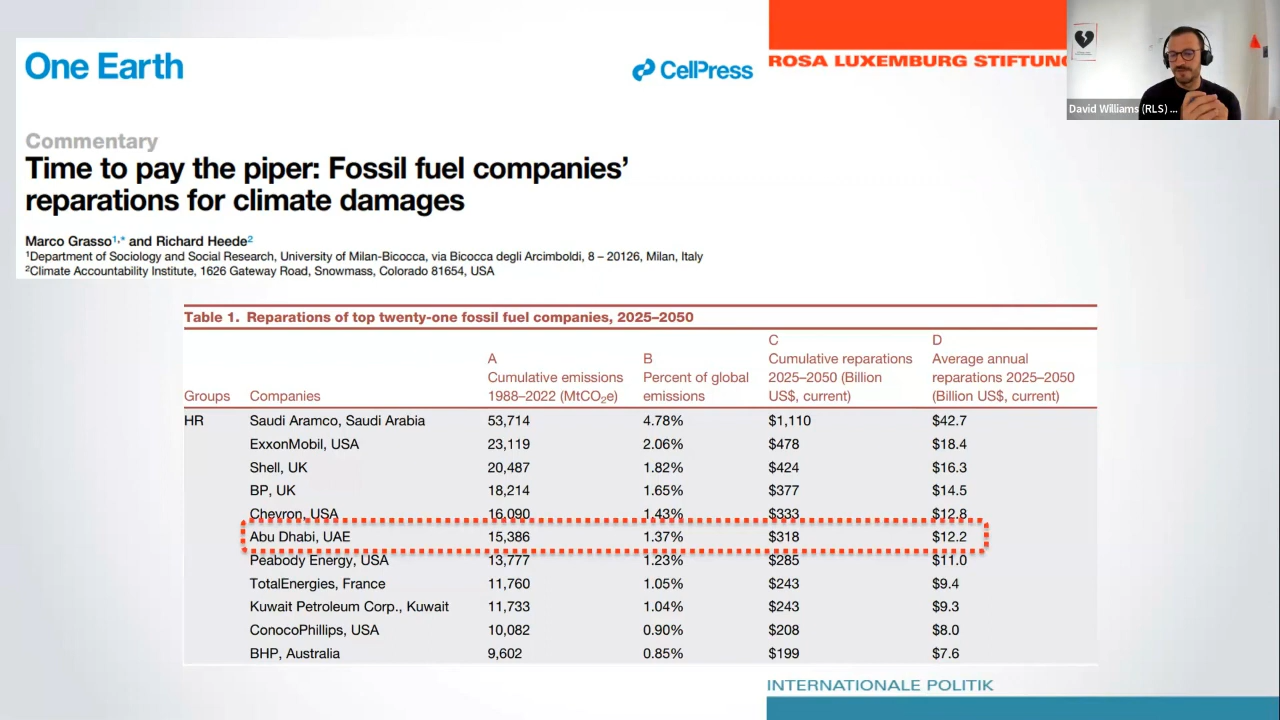 One Earth
CellPress
ROSA LUXEMBURG STIFTUNG
David Williams (RLS) ...
Commentary
Time to pay the piper: Fossil fuel companies’
reparations for climate damages
Marco Grasso1,* and Richard Heede2
1Department of Sociology and Social Research, University of Milan-Bicocca, via Bicocca degli Arcimboldi, 8 – 20126, Milan, Italy
2Climate Accountability Institute, 1626 Gateway Road, Snowmass, Colorado 81654, USA
Table 1. Reparations of top twenty-one fossil fuel companies, 2025–2050
Groups
Companies
A
Cumulative emissions
1988–2022 (MtCO2e)
B
Percent of global
emissions
C
Cumulative reparations
2025–2050 (Billion
US$, current)
D
Average annual
reparations 2025–2050
(Billion US$, current)
HR Saudi Aramco, Saudi Arabia 53,714 4.78% $1,110 $42.7
ExxonMobil, USA 23,119 2.06% $478 $18.4
Shell, UK 20,487 1.82% $424 $16.3
BP, UK 18,214 1.65% $377 $14.5
Chevron, USA 16,090 1.43% $333 $12.8
Abu Dhabi, UAE 15,386 1.37% $318 $12.2
Peabody Energy, USA 13,777 1.23% $285 $11.0
TotalEnergies, France 11,760 1.05% $243 $9.4
Kuwait Petroleum Corp., Kuwait 11,733 1.04% $243 $9.3
ConocoPhillips, USA 10,082 0.90% $208 $8.0
BHP, Australia 9,602 0.85% $199 $7.6
INTERNATIONALE POLITIK